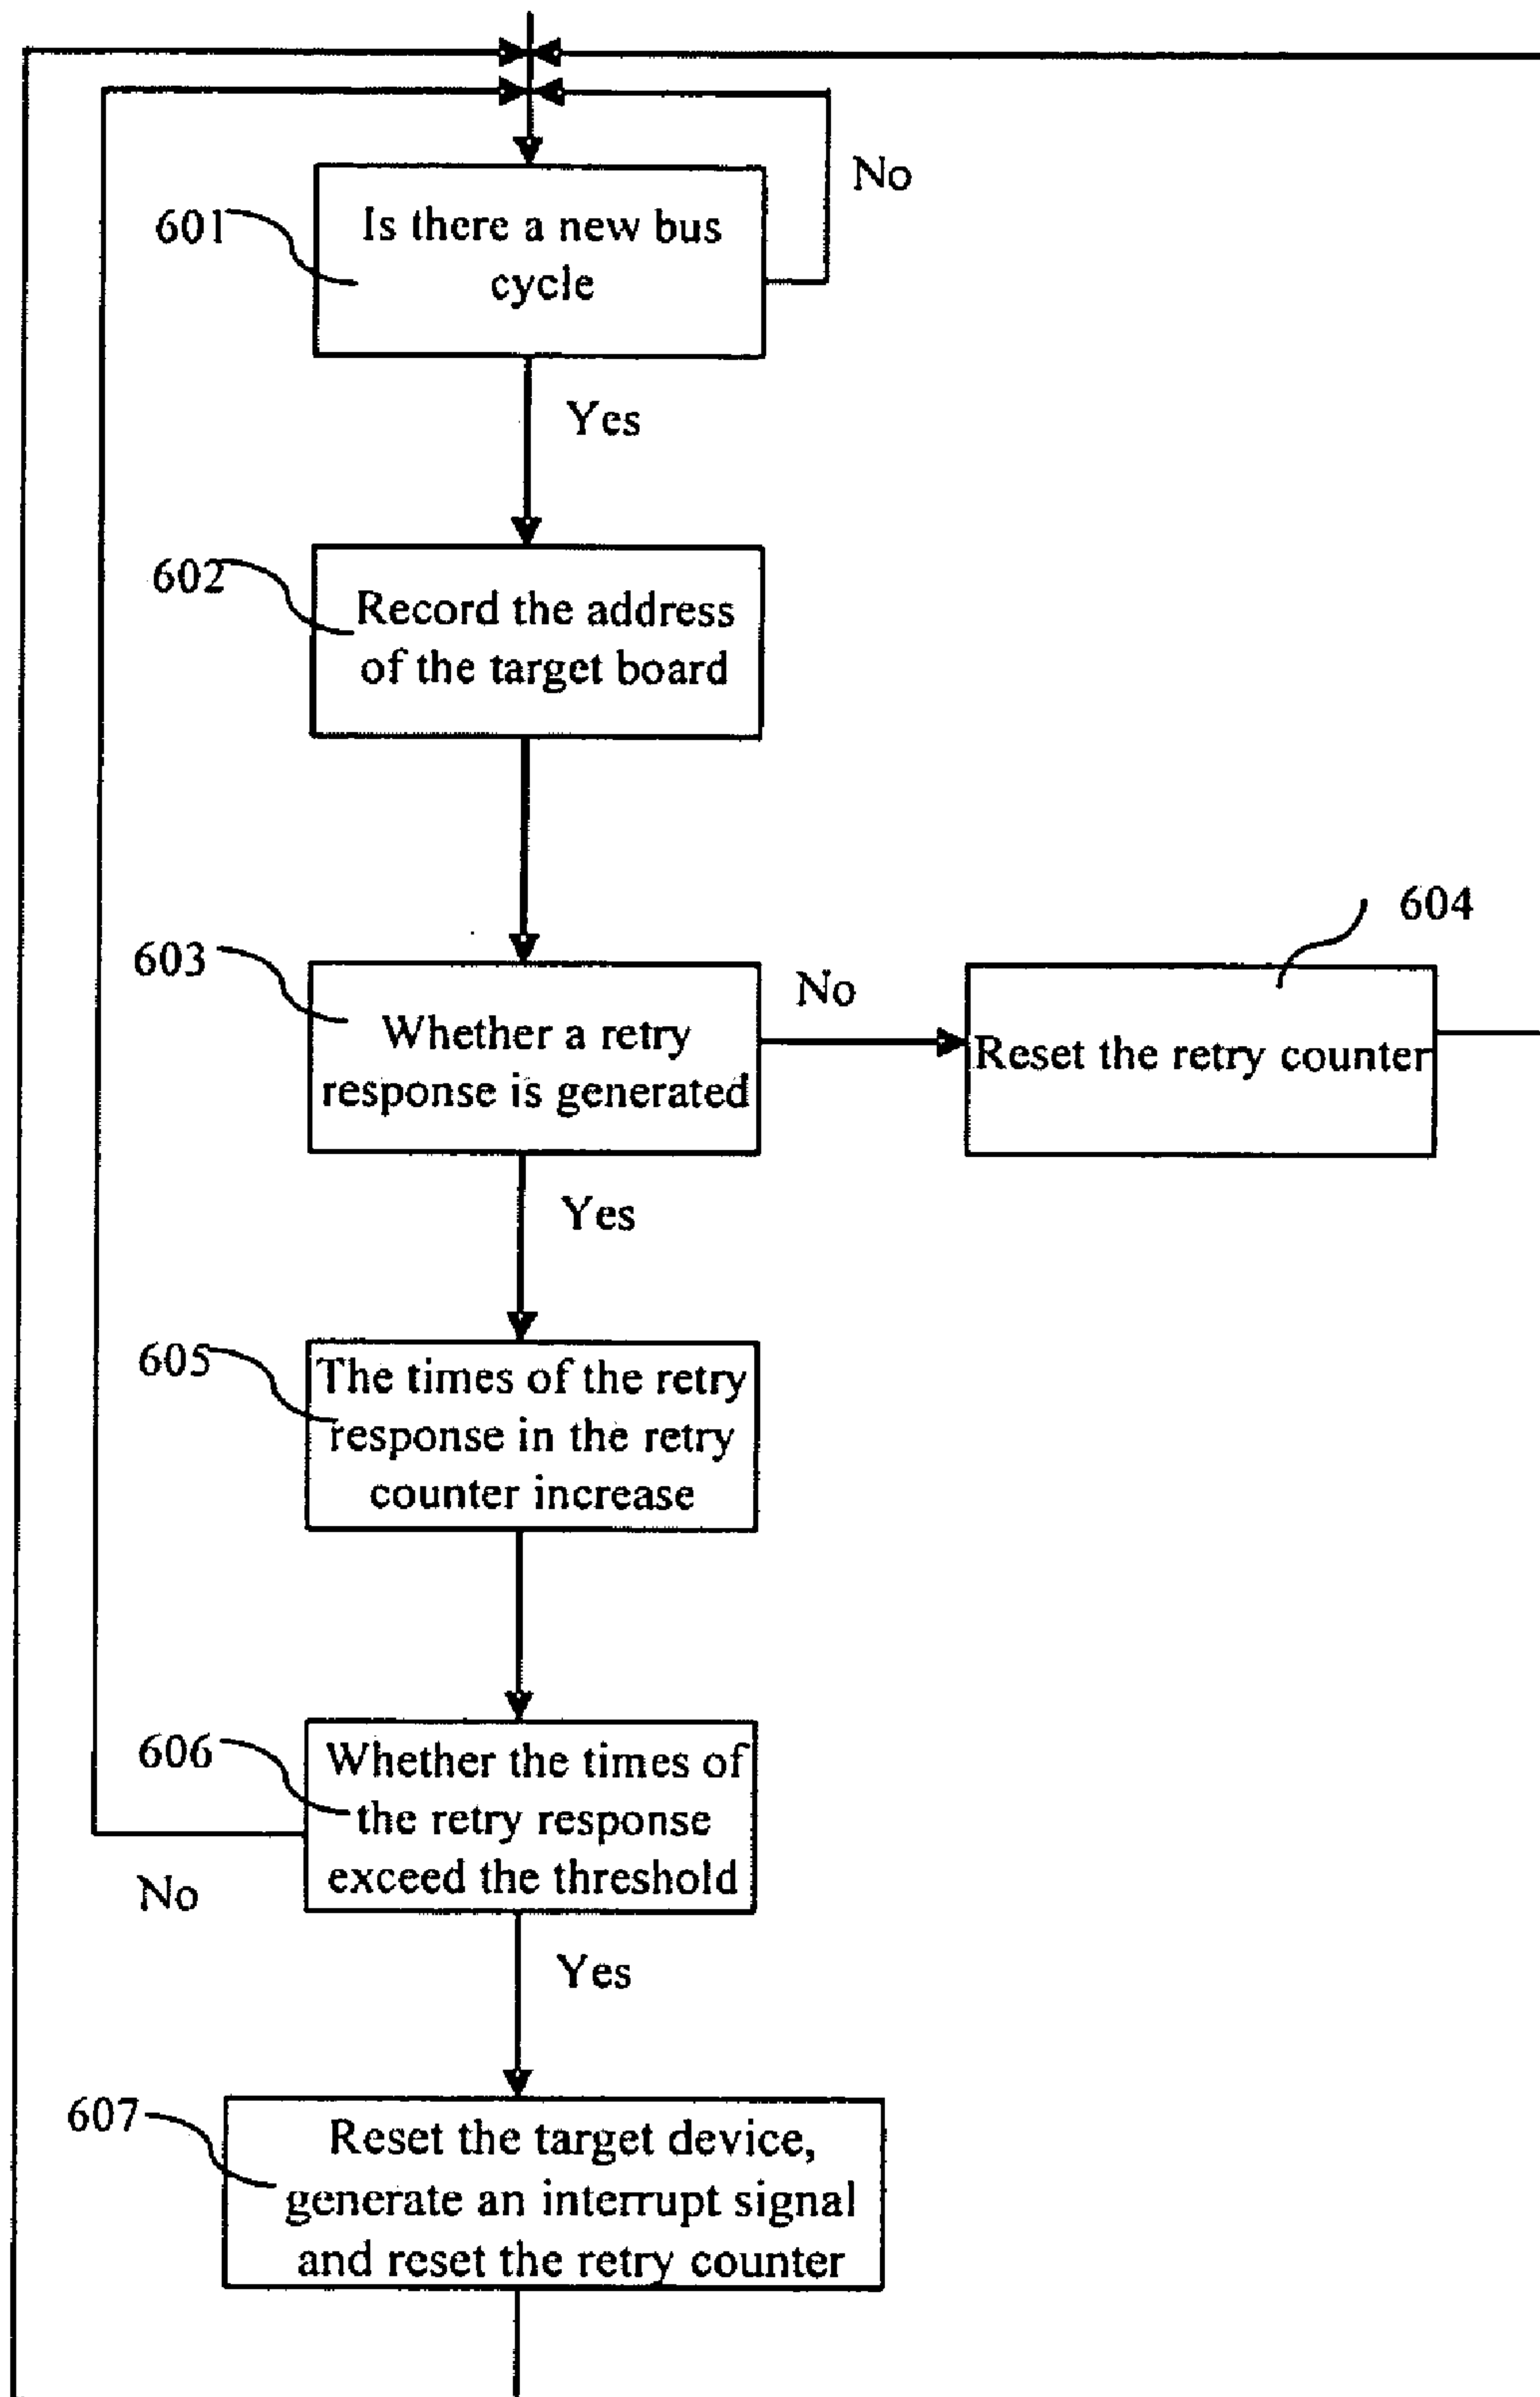 No
601
Is there a new bus
cycle
Yes
602
Record the address
of the target board
603
Whether a retry
response is generated
No
604
Reset the retry counter
Yes
605
The times of the retry
response in the retry
counter increase
606
Whether the times of
the retry response
exceed the threshold
No
Yes
607
Reset the target device,
generate an interrupt signal
and reset the retry counter